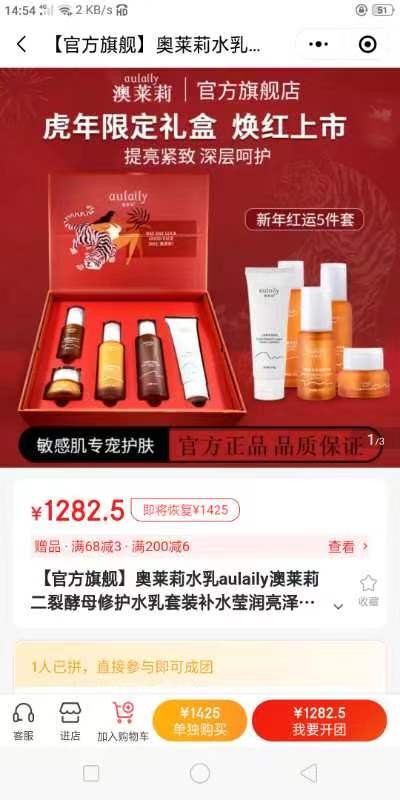 14:54 2 KB/s HD 51
【官方旗舰】奥莱莉水乳...
aulaily
澳莱莉 官方旗舰店
虎年限定礼盒 焕红上市
提亮紧致 深层呵护
aulaily
新年红运5件套
aulaily
敏感肌专宠护肤 官方正品 品质保证
1/3
¥1282.5 即将恢复¥1425
赠品·满68减3·满200减6 查看 >
【官方旗舰】奥莱莉水乳aulaily澳莱莉
二裂酵母修护水乳套装补水莹润亮泽…
收藏
1人已拼，直接参与即可成团
客服 进店 加入购物车
¥1425
单独购买
¥1282.5
我要开团